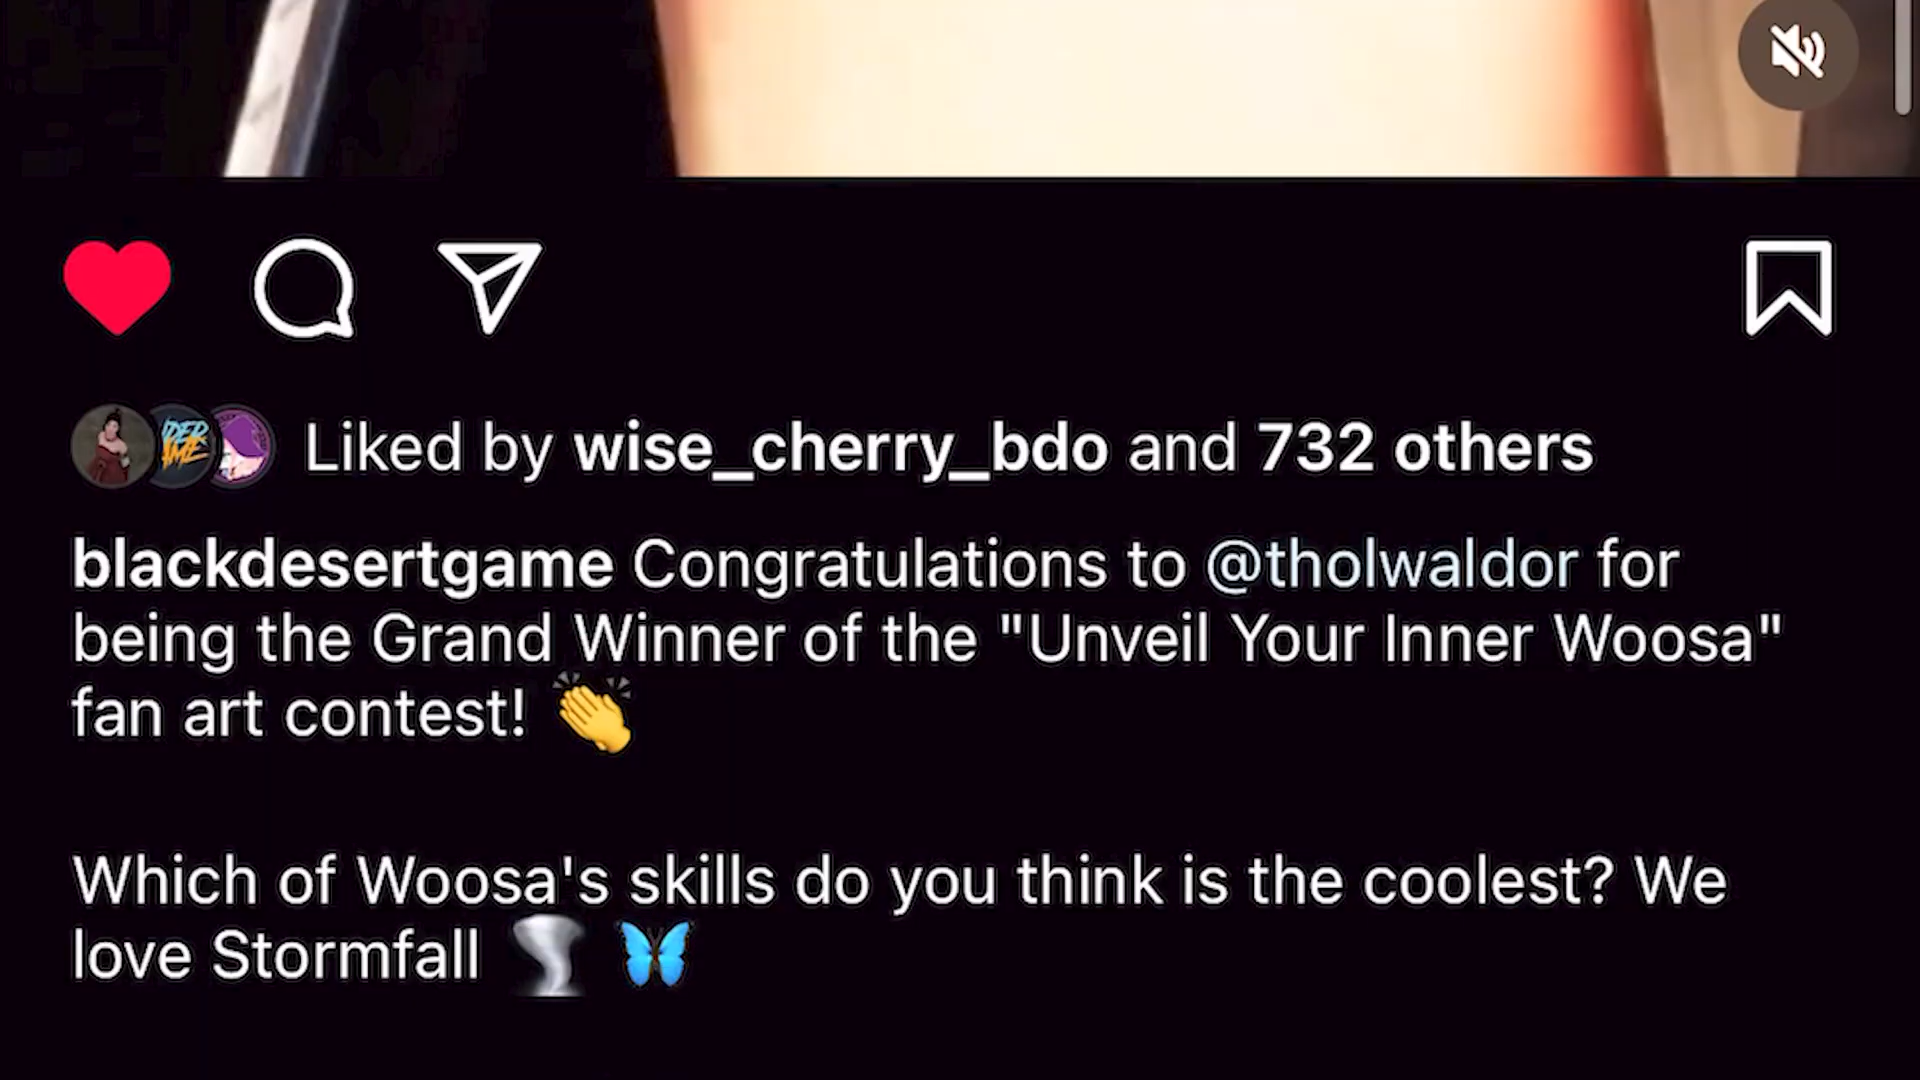 Liked by wise_cherry_bdo and 732 others
blackdesertgame Congratulations to @tholwaldor for
being the Grand Winner of the "Unveil Your Inner Woosa"
fan art contest! 👏
Which of Woosa's skills do you think is the coolest? We
love Stormfall 🌪️ 🦋